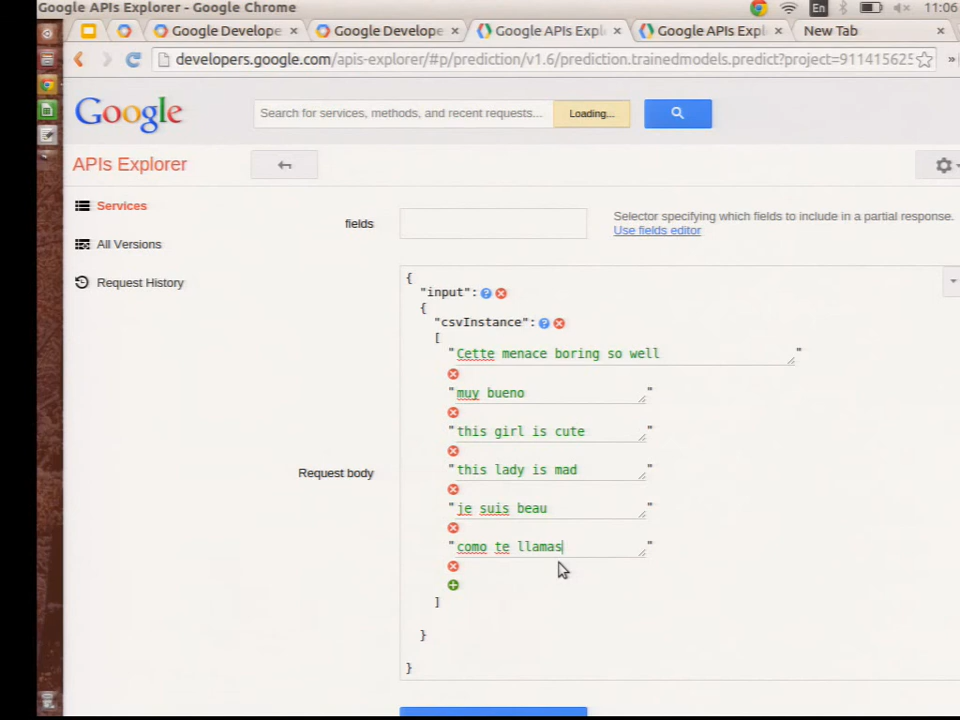 Google APIs Explorer - Google Chrome
En
11:06
Google Develope
Google Develope
Google APIs Expl
Google APIs Expl
New Tab
developers.google.com/apis-explorer/#p/prediction/v1.6/prediction.trainedmodels.predict?project=911415625
Google
Search for services, methods, and recent requests...
Loading...
APIs Explorer
Services
All Versions
Request History
fields
Selector specifying which fields to include in a partial response.
Use fields editor
Request body
{
"input":
{
"csvInstance":
[
"Cette menace boring so well"
"muy bueno"
"this girl is cute"
"this lady is mad"
"je suis beau"
"como te llamas"
]
}
}